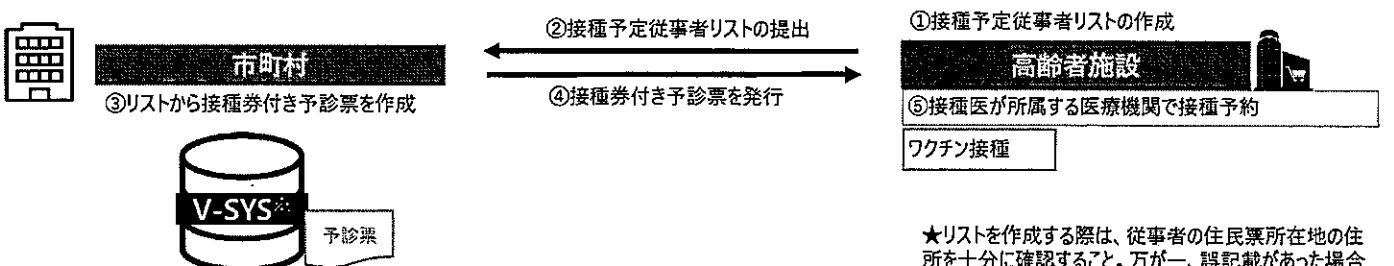 ②接種予定従事者リストの提出
①接種予定従事者リストの作成
市町村
高齢者施設
③リストから接種券付き予診票を作成
④接種券付き予診票を発行
⑤接種医が所属する医療機関で接種予約
ワクチン接種
V-SYS※
予診票
★リストを作成する際は、従事者の住民票所在地の住
所を十分に確認すること。万が一、誤記載があった場合